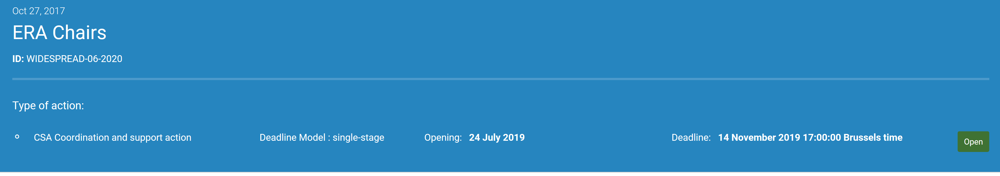 Oct 27, 2017
ERA Chairs
ID: WIDESPREAD-06-2020
Type of action:
CSA Coordination and support action Deadline Model : single-stage Opening: 24 July 2019 Deadline: 14 November 2019 17:00:00 Brussels time Open